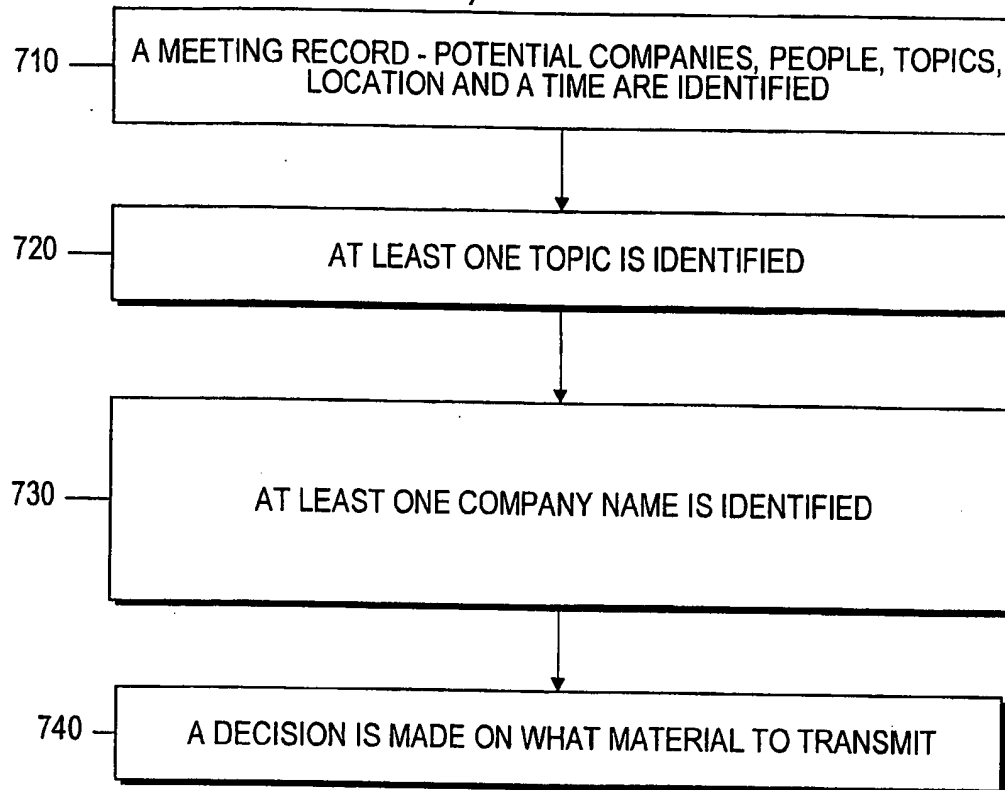 710 A MEETING RECORD - POTENTIAL COMPANIES, PEOPLE, TOPICS,
LOCATION AND A TIME ARE IDENTIFIED
720 AT LEAST ONE TOPIC IS IDENTIFIED
730 AT LEAST ONE COMPANY NAME IS IDENTIFIED
740 A DECISION IS MADE ON WHAT MATERIAL TO TRANSMIT